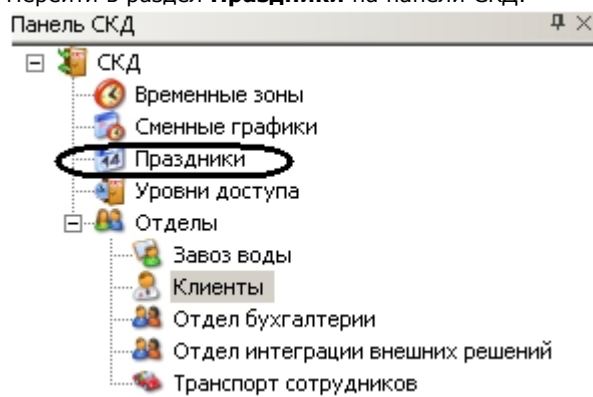 Перейти в раздел Праздники на панели СКД.
Панель СКД
СКД
Временные зоны
Сменные графики
Праздники
Уровни доступа
Отделы
Завоз воды
Клиенты
Отдел бухгалтерии
Отдел интеграции внешних решений
Транспорт сотрудников